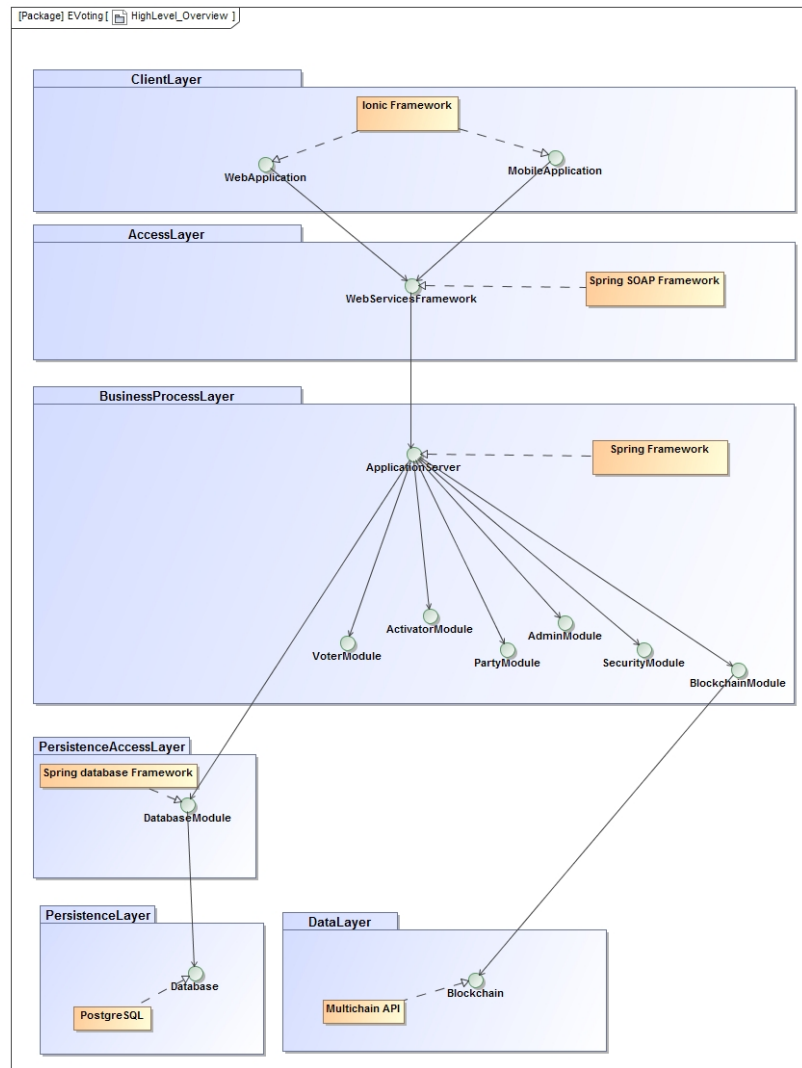 [Package] EVoting [ HighLevel_Overview ]
ClientLayer
Ionic Framework
WebApplication
MobileApplication
AccessLayer
Spring SOAP Framework
WebServicesFramework
BusinessProcessLayer
Spring Framework
ApplicationServer
ActivatorModule
AdminModule
VoterModule
PartyModule
SecurityModule
BlockchainModule
PersistenceAccessLayer
Spring database Framework
DatabaseModule
PersistenceLayer
DataLayer
Database
Blockchain
PostgreSQL
Multichain API